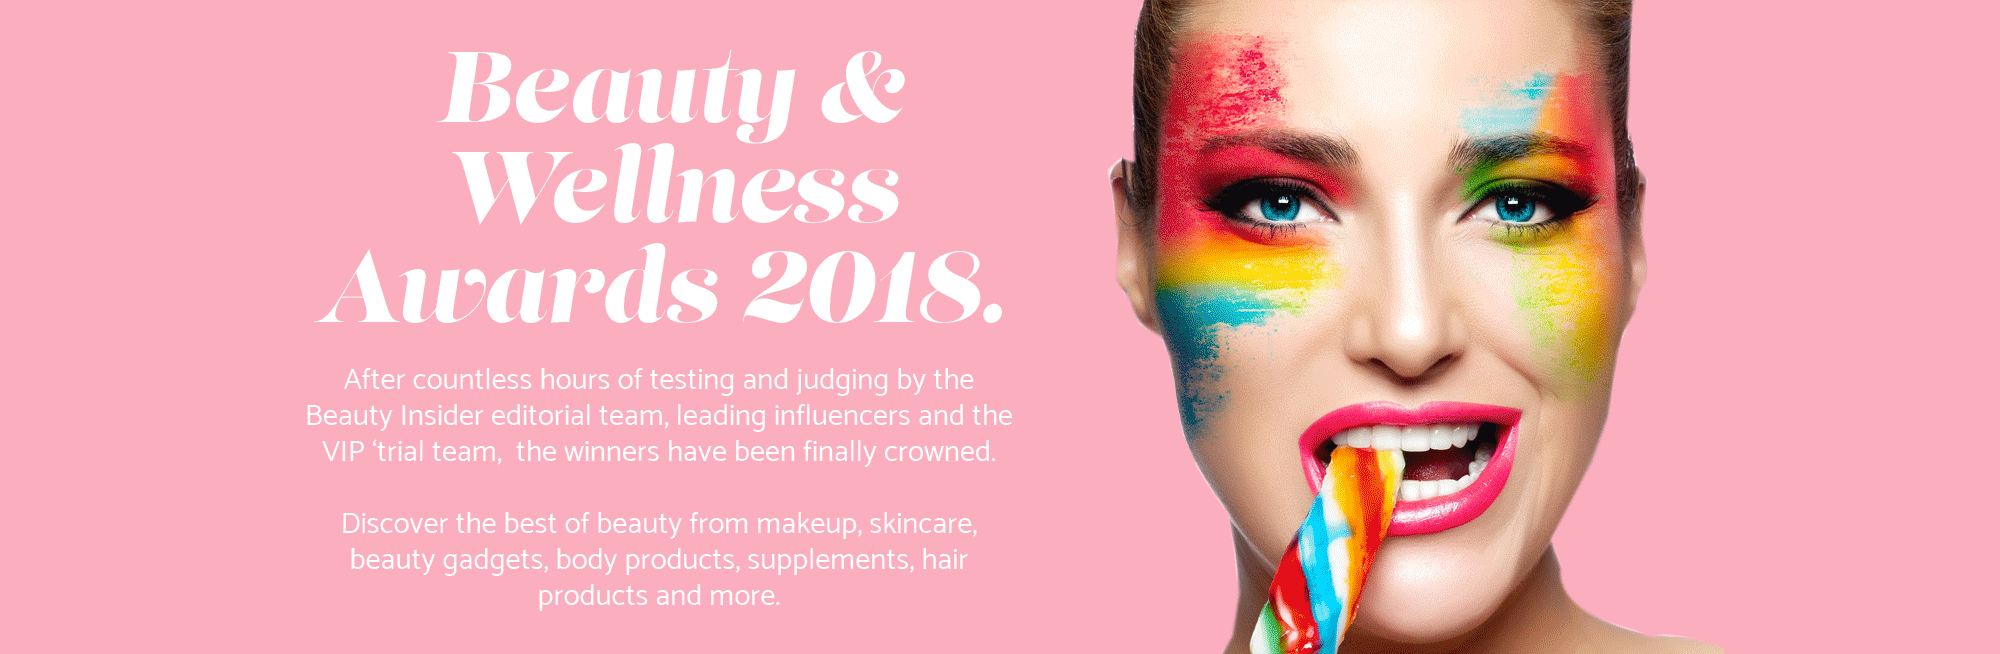 Beauty &
Wellness
Awards 2018.
After countless hours of testing and judging by the
Beauty Insider editorial team, leading influencers and the
VIP ‘trial team,  the winners have been finally crowned.
Discover the best of beauty from makeup, skincare,
beauty gadgets, body products, supplements, hair
products and more.